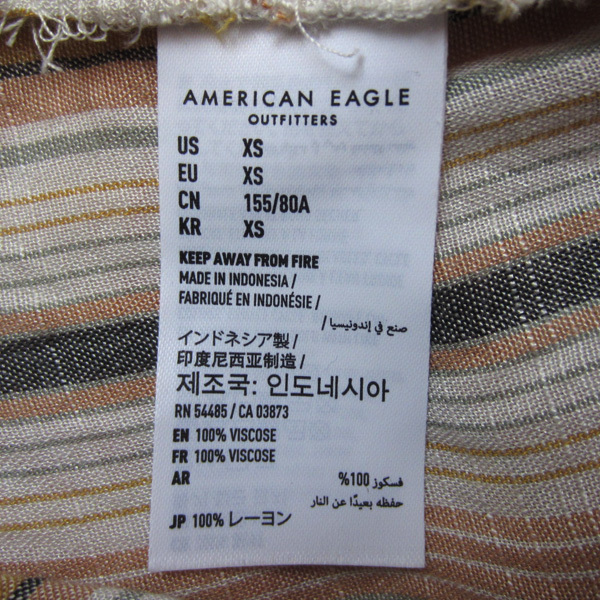 AMERICAN EAGLE
OUTFITTERS
US XS
EU XS
CN 155/80A
KR XS
KEEP AWAY FROM FIRE
MADE IN INDONESIA /
FABRIQUÉ EN INDONÉSIE /
صنع في إندونيسيا /
インドネシア製 /
印度尼西亚制造 /
제조국: 인도네시아
RN 54485 / CA 03873
EN 100% VISCOSE
FR 100% VISCOSE
AR فسكوز 100%
حفظه بعيدًا عن النار
JP 100% レーヨン